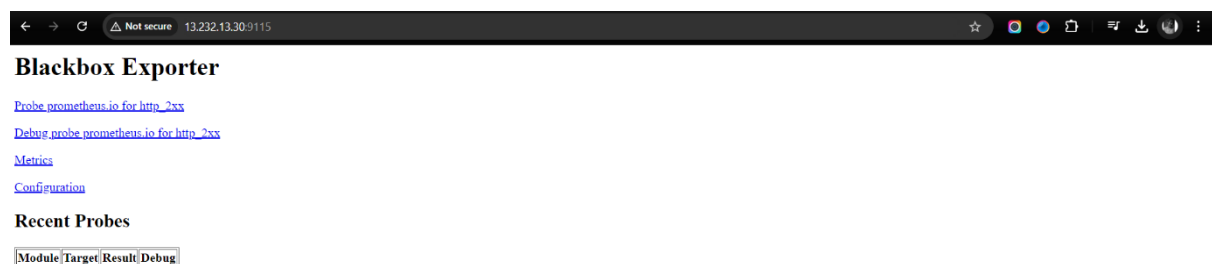 Not secure 13.232.13.30:9115
Blackbox Exporter
Probe prometheus.io for http_2xx
Debug probe prometheus.io for http_2xx
Metrics
Configuration
Recent Probes
Module Target Result Debug